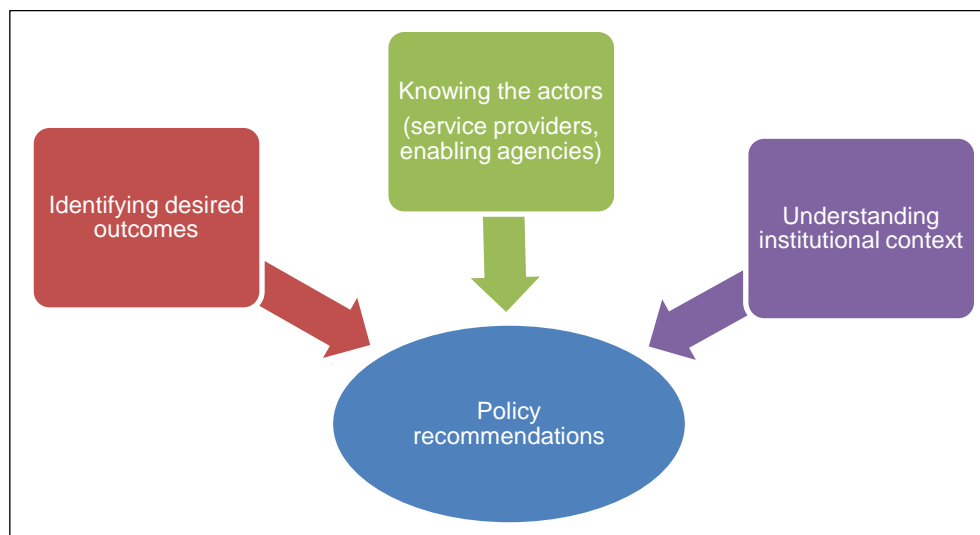 Knowing the actors
(service providers,
enabling agencies)
Identifying desired
outcomes
Understanding
institutional context
Policy
recommendations